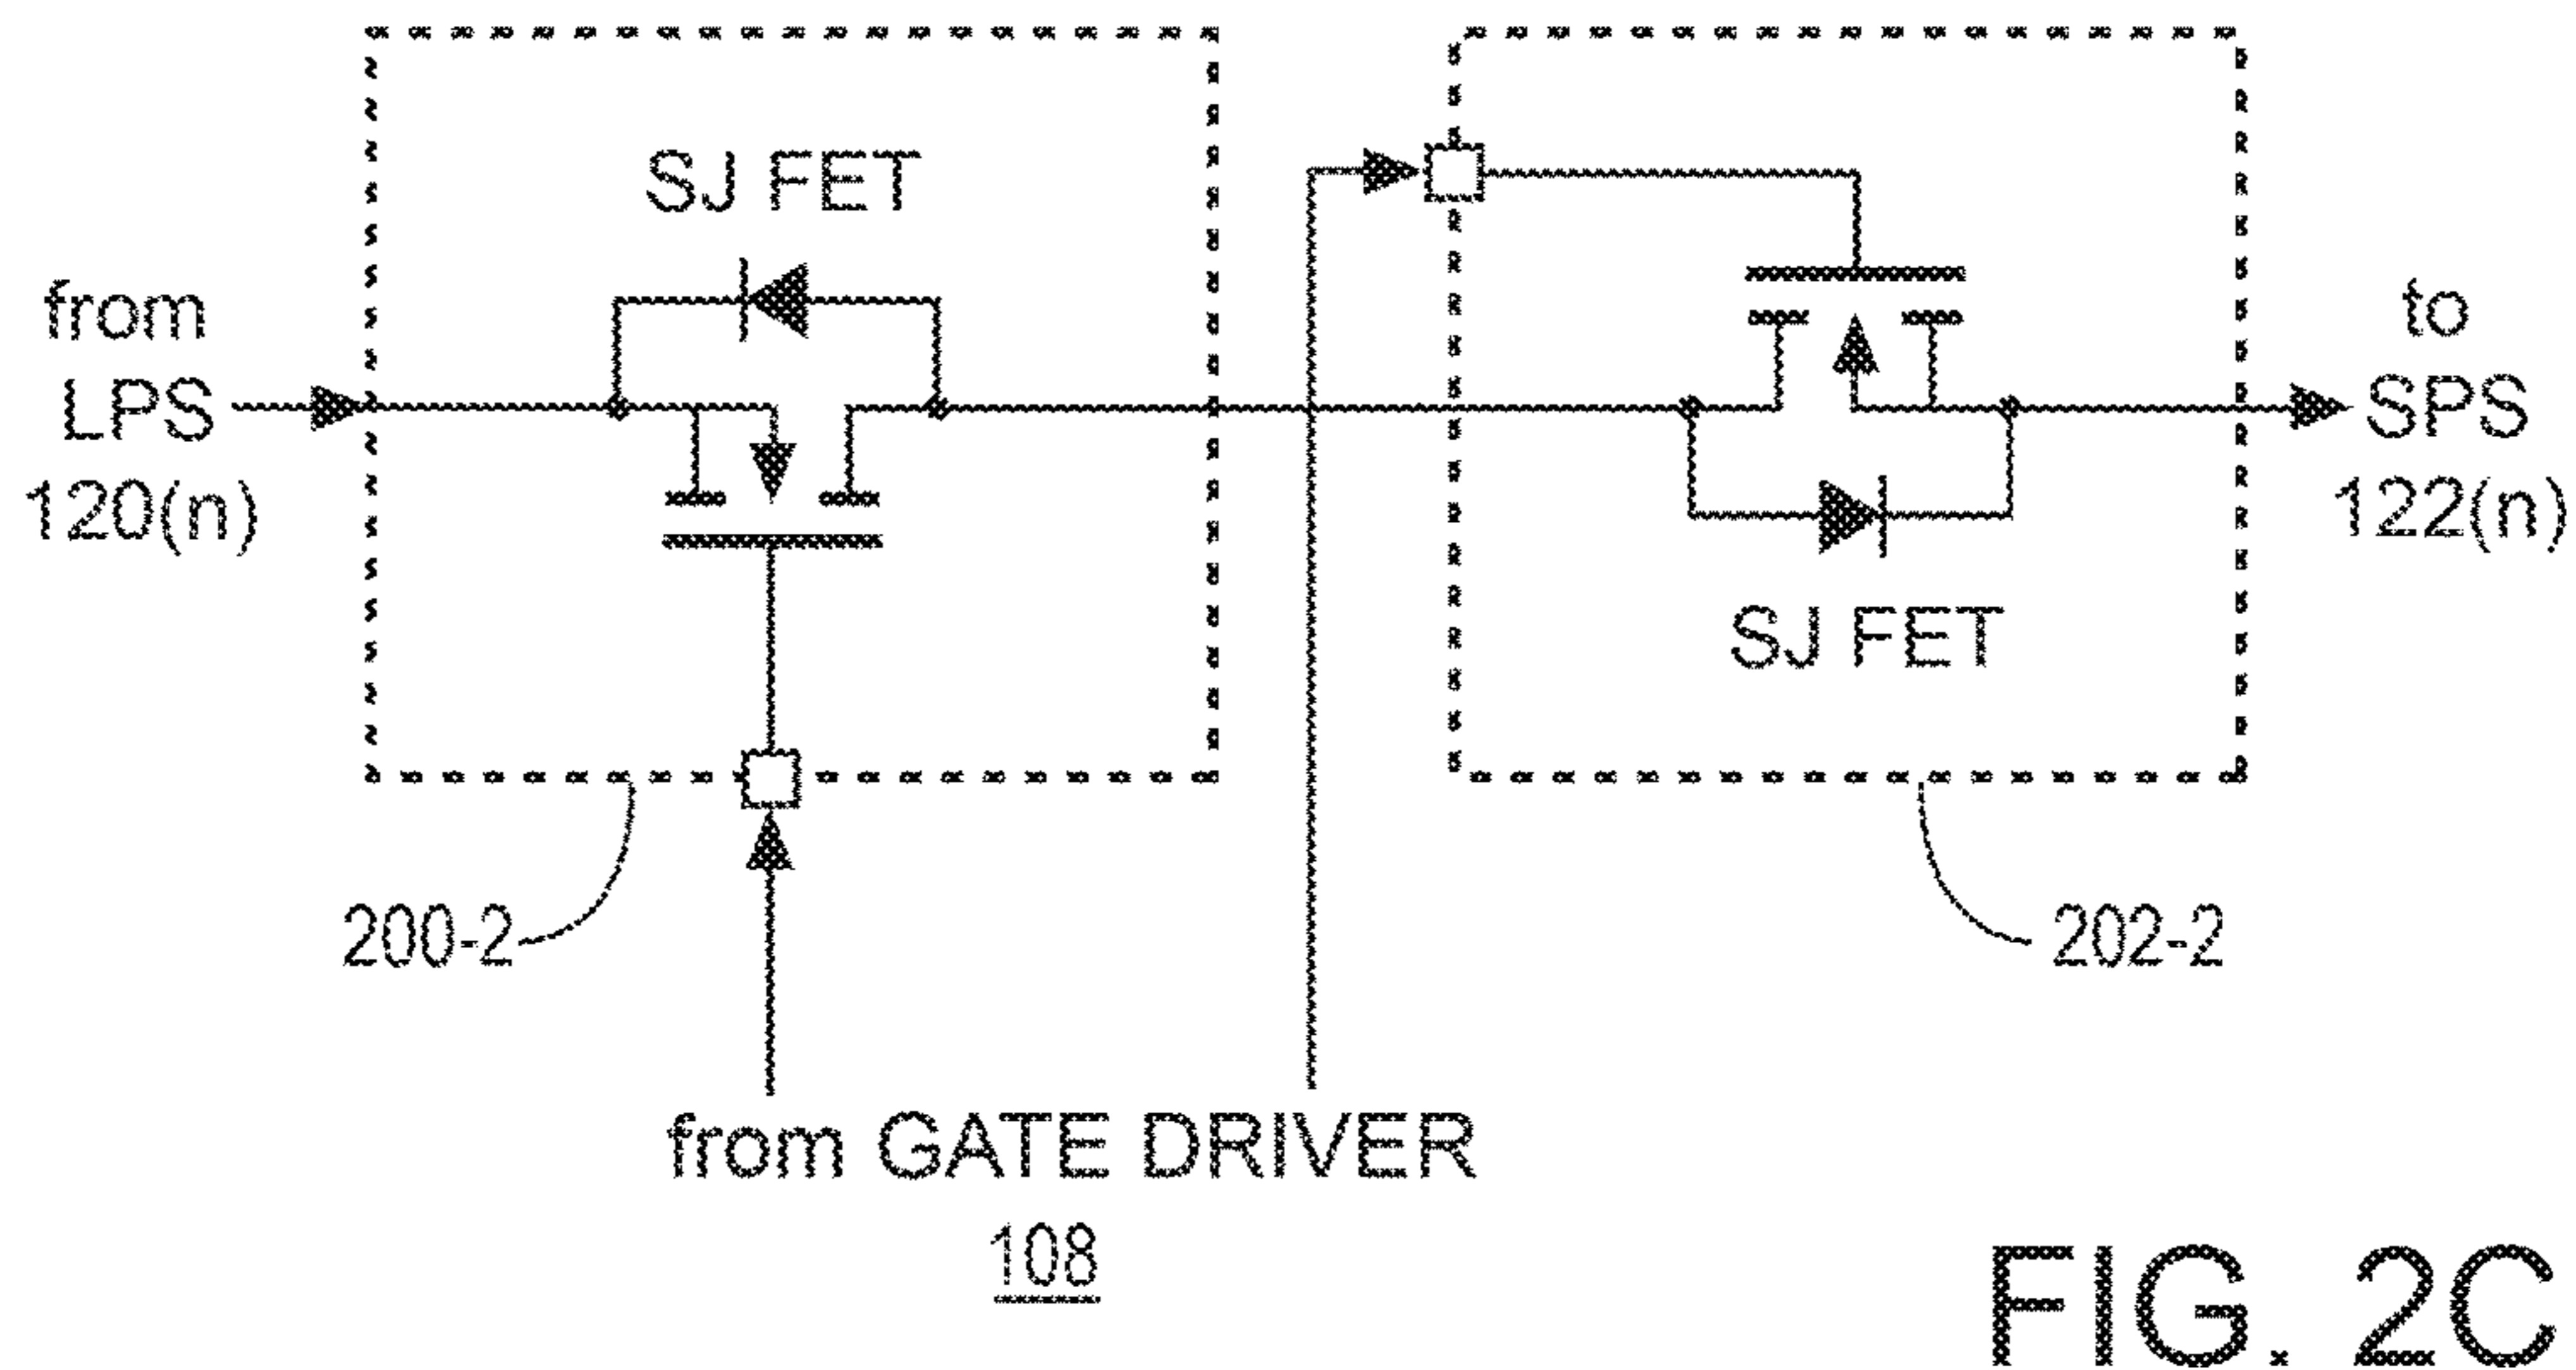 SJ FET
from
LPS
120(n)
to
SPS
122(n)
SJ FET
200-2
202-2
from GATE DRIVER
108
FIG. 2C